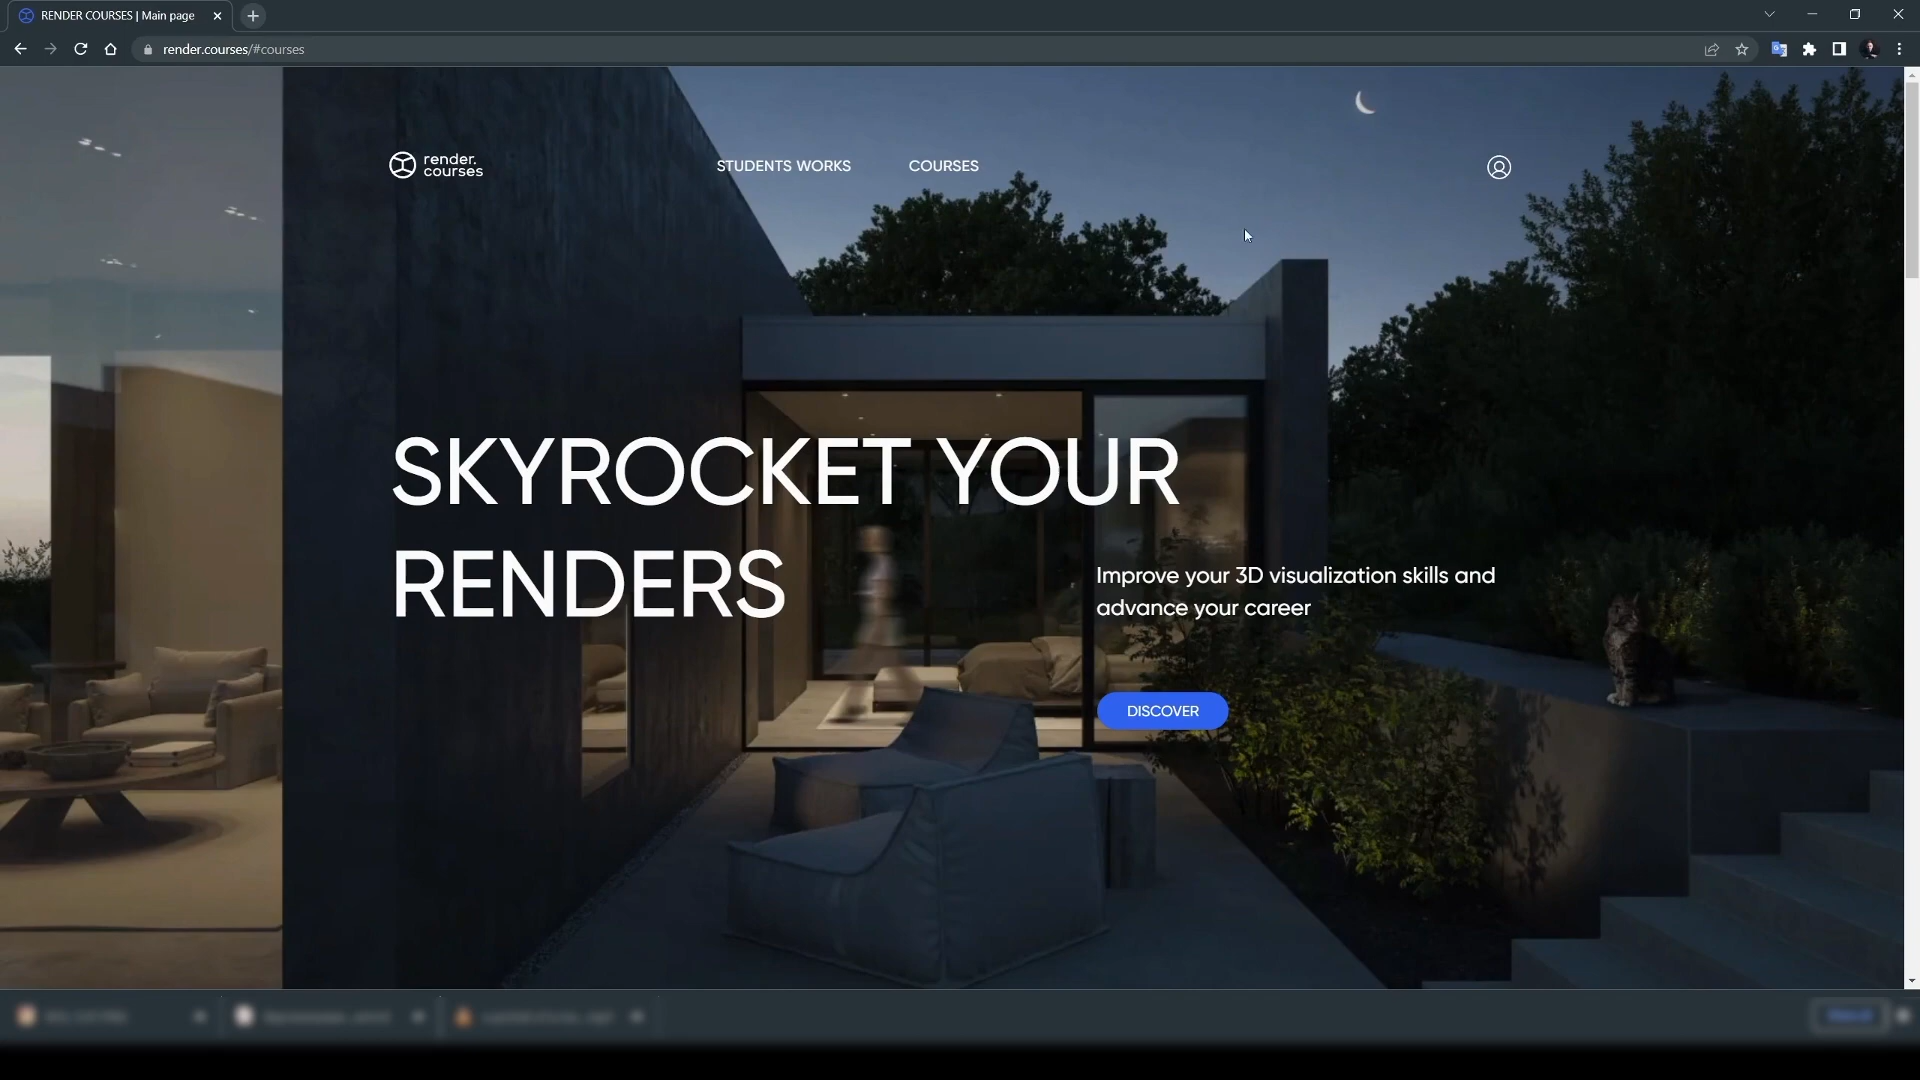 RENDER COURSES | Main page
render.courses/#courses
render.
courses
STUDENTS WORKS
COURSES
SKYROCKET YOUR
RENDERS
Improve your 3D visualization skills and
advance your career
DISCOVER